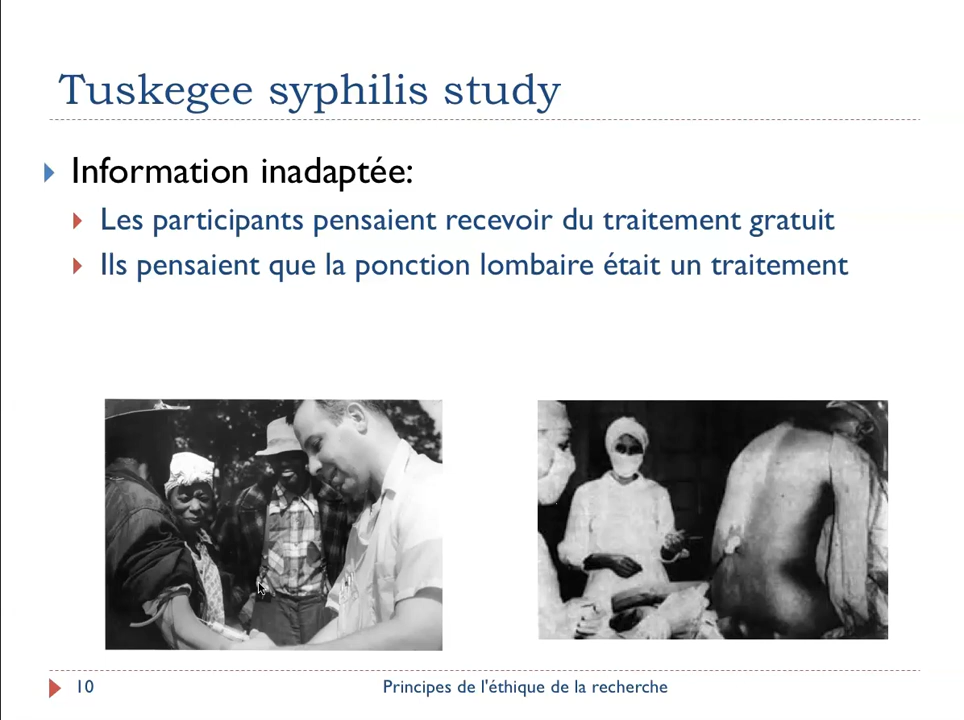 Tuskegee syphilis study
Information inadaptée:
Les participants pensaient recevoir du traitement gratuit
Ils pensaient que la ponction lombaire était un traitement
10
Principes de l'éthique de la recherche